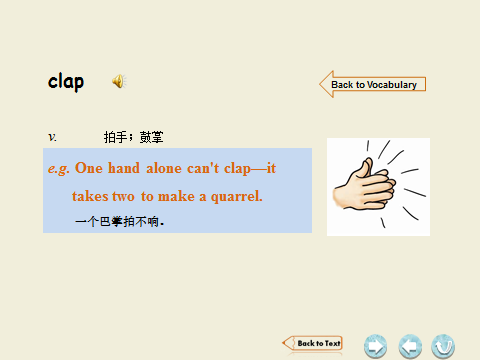 clap
Back to Vocabulary
v. 拍手；鼓掌
e.g. One hand alone can't clap—it
takes two to make a quarrel.
一个巴掌拍不响。
Back to Text